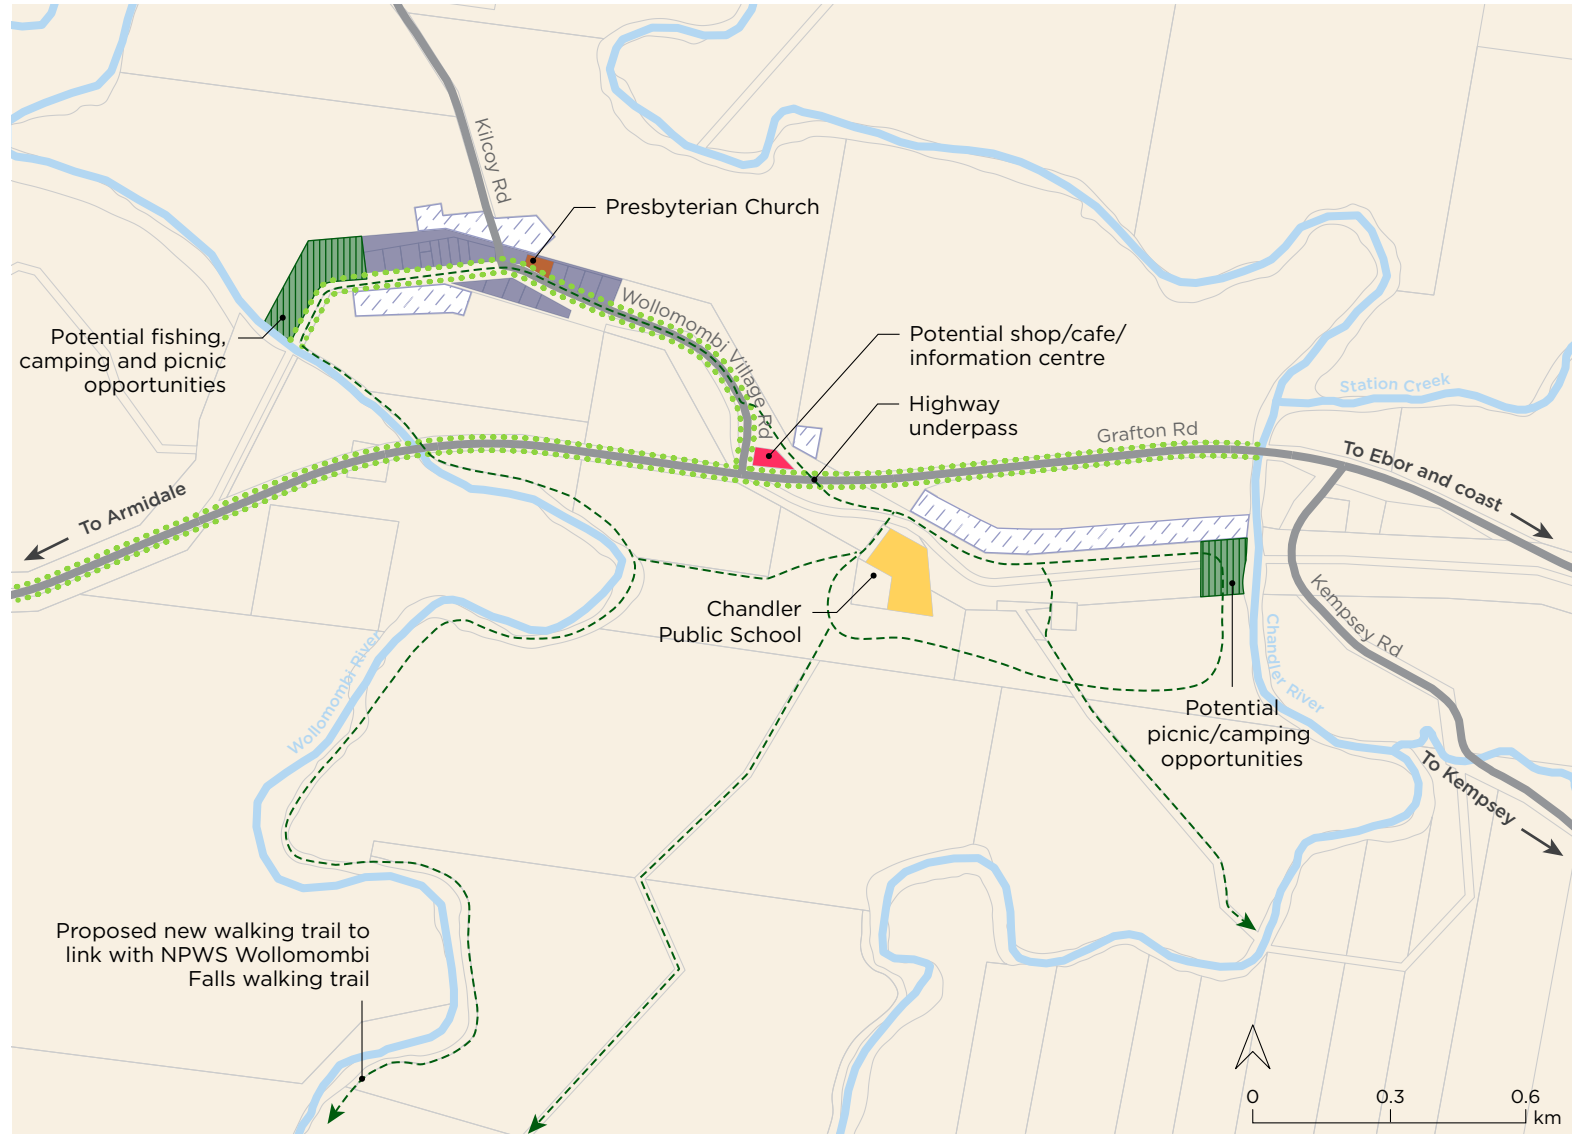 Kilcoy Rd
Presbyterian Church
Wollomombi Village Rd
Potential fishing,
camping and picnic
opportunities
Potential shop/cafe/
information centre
Highway
underpass
Station Creek
Grafton Rd
To Ebor and coast
To Armidale
Chandler
Public School
Kempsey Rd
Chandler River
Wollomombi River
Potential
picnic/camping
opportunities
To Kempsey
Proposed new walking trail to
link with NPWS Wollomombi
Falls walking trail
0 0.3 0.6
km